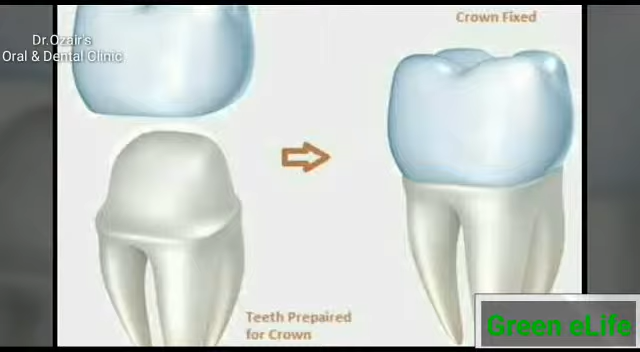 Crown Fixed
Dr.Ozair's
Oral & Dental Clinic
Teeth Prepaired
for Crown
Green eLife